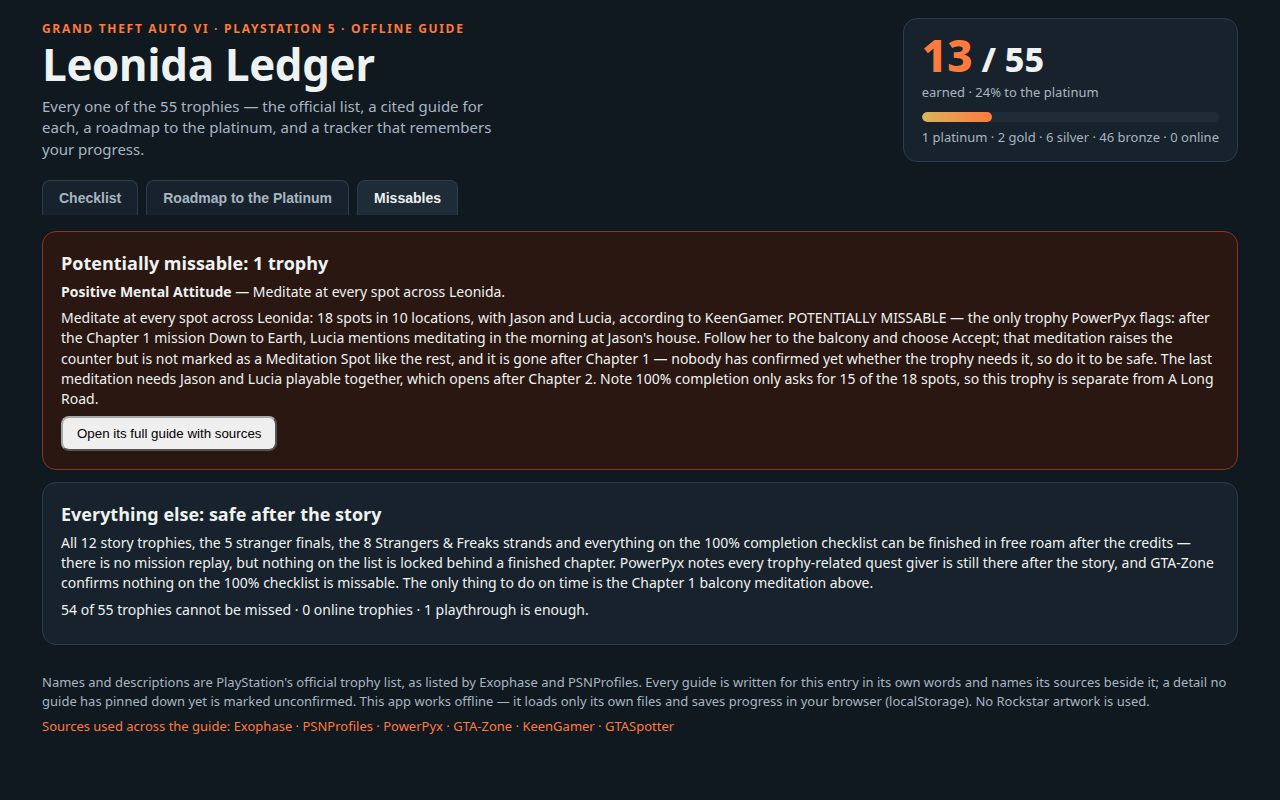 GRAND THEFT AUTO VI · PLAYSTATION 5 · OFFLINE GUIDE
Leonida Ledger
Every one of the 55 trophies — the official list, a cited guide for
each, a roadmap to the platinum, and a tracker that remembers
your progress.
13 / 55
earned · 24% to the platinum
1 platinum · 2 gold · 6 silver · 46 bronze · 0 online
Checklist
Roadmap to the Platinum
Missables
Potentially missable: 1 trophy
Positive Mental Attitude — Meditate at every spot across Leonida.
Meditate at every spot across Leonida: 18 spots in 10 locations, with Jason and Lucia, according to KeenGamer. POTENTIALLY MISSABLE — the only trophy PowerPyx flags: after
the Chapter 1 mission Down to Earth, Lucia mentions meditating in the morning at Jason's house. Follow her to the balcony and choose Accept; that meditation raises the
counter but is not marked as a Meditation Spot like the rest, and it is gone after Chapter 1 — nobody has confirmed yet whether the trophy needs it, so do it to be safe. The last
meditation needs Jason and Lucia playable together, which opens after Chapter 2. Note 100% completion only asks for 15 of the 18 spots, so this trophy is separate from A Long
Road.
Open its full guide with sources
Everything else: safe after the story
All 12 story trophies, the 5 stranger finals, the 8 Strangers & Freaks strands and everything on the 100% completion checklist can be finished in free roam after the credits —
there is no mission replay, but nothing on the list is locked behind a finished chapter. PowerPyx notes every trophy-related quest giver is still there after the story, and GTA-Zone
confirms nothing on the 100% checklist is missable. The only thing to do on time is the Chapter 1 balcony meditation above.
54 of 55 trophies cannot be missed · 0 online trophies · 1 playthrough is enough.
Names and descriptions are PlayStation's official trophy list, as listed by Exophase and PSNProfiles. Every guide is written for this entry in its own words and names its sources beside it; a detail no
guide has pinned down yet is marked unconfirmed. This app works offline — it loads only its own files and saves progress in your browser (localStorage). No Rockstar artwork is used.
Sources used across the guide: Exophase · PSNProfiles · PowerPyx · GTA-Zone · KeenGamer · GTASpotter